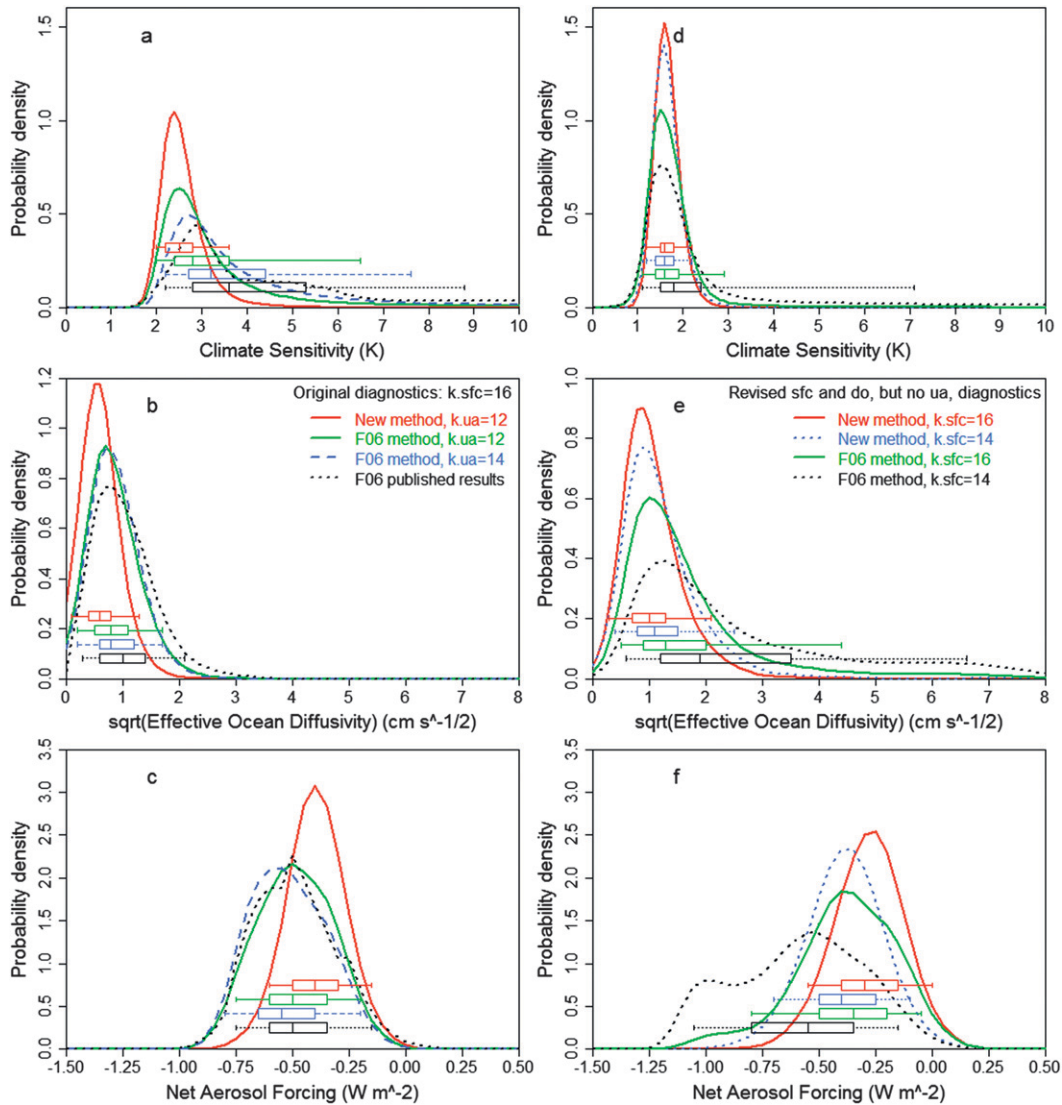 a
Probability density
0.0 0.5 1.0 1.5
0 1 2 3 4 5 6 7 8 9 10
Climate Sensitivity (K)
d
Probability density
0.0 0.5 1.0 1.5
0 1 2 3 4 5 6 7 8 9 10
Climate Sensitivity (K)
b
Original diagnostics: k.sfc=16
New method, k.ua=12
F06 method, k.ua=12
F06 method, k.ua=14
F06 published results
Probability density
0.0 0.2 0.4 0.6 0.8 1.0 1.2
0 1 2 3 4 5 6 7 8
sqrt(Effective Ocean Diffusivity) (cm s^-1/2)
e
Revised sfc and do, but no ua, diagnostics
New method, k.sfc=16
New method, k.sfc=14
F06 method, k.sfc=16
F06 method, k.sfc=14
Probability density
0.0 0.2 0.4 0.6 0.8 1.0
0 1 2 3 4 5 6 7 8
sqrt(Effective Ocean Diffusivity) (cm s^-1/2)
c
Probability density
0.0 0.5 1.0 1.5 2.0 2.5 3.0 3.5
-1.50 -1.25 -1.00 -0.75 -0.50 -0.25 0.00 0.25 0.50
Net Aerosol Forcing (W m^-2)
f
Probability density
0.0 0.5 1.0 1.5 2.0 2.5 3.0 3.5
-1.50 -1.25 -1.00 -0.75 -0.50 -0.25 0.00 0.25 0.50
Net Aerosol Forcing (W m^-2)